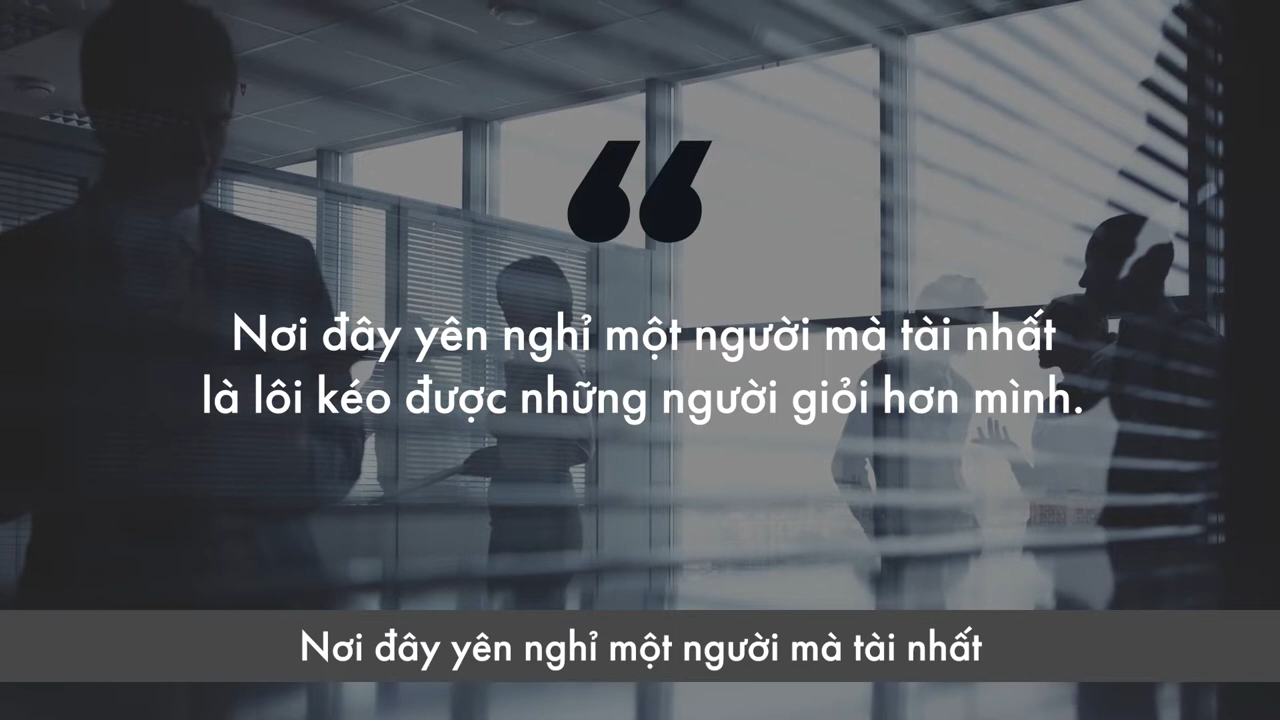 “
Nơi đây yên nghỉ một người mà tài nhất
là lôi kéo được những người giỏi hơn mình.
Nơi đây yên nghỉ một người mà tài nhất